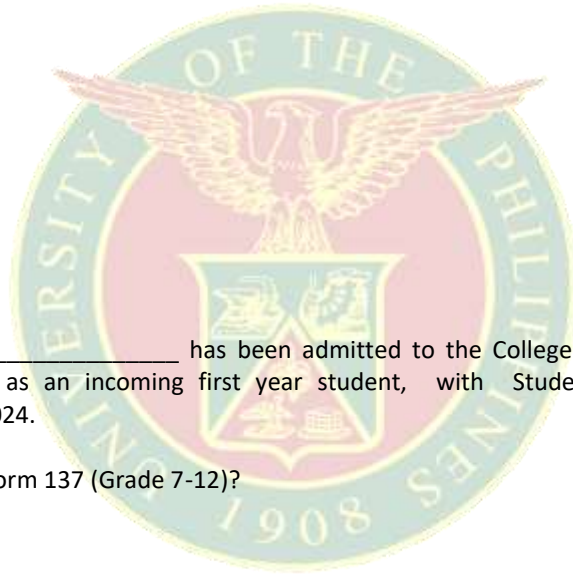 UNIVERSITY OF THE PHILIPPINES
1908
______________ has been admitted to the College
as an incoming first year student, with Stude
024.
orm 137 (Grade 7-12)?